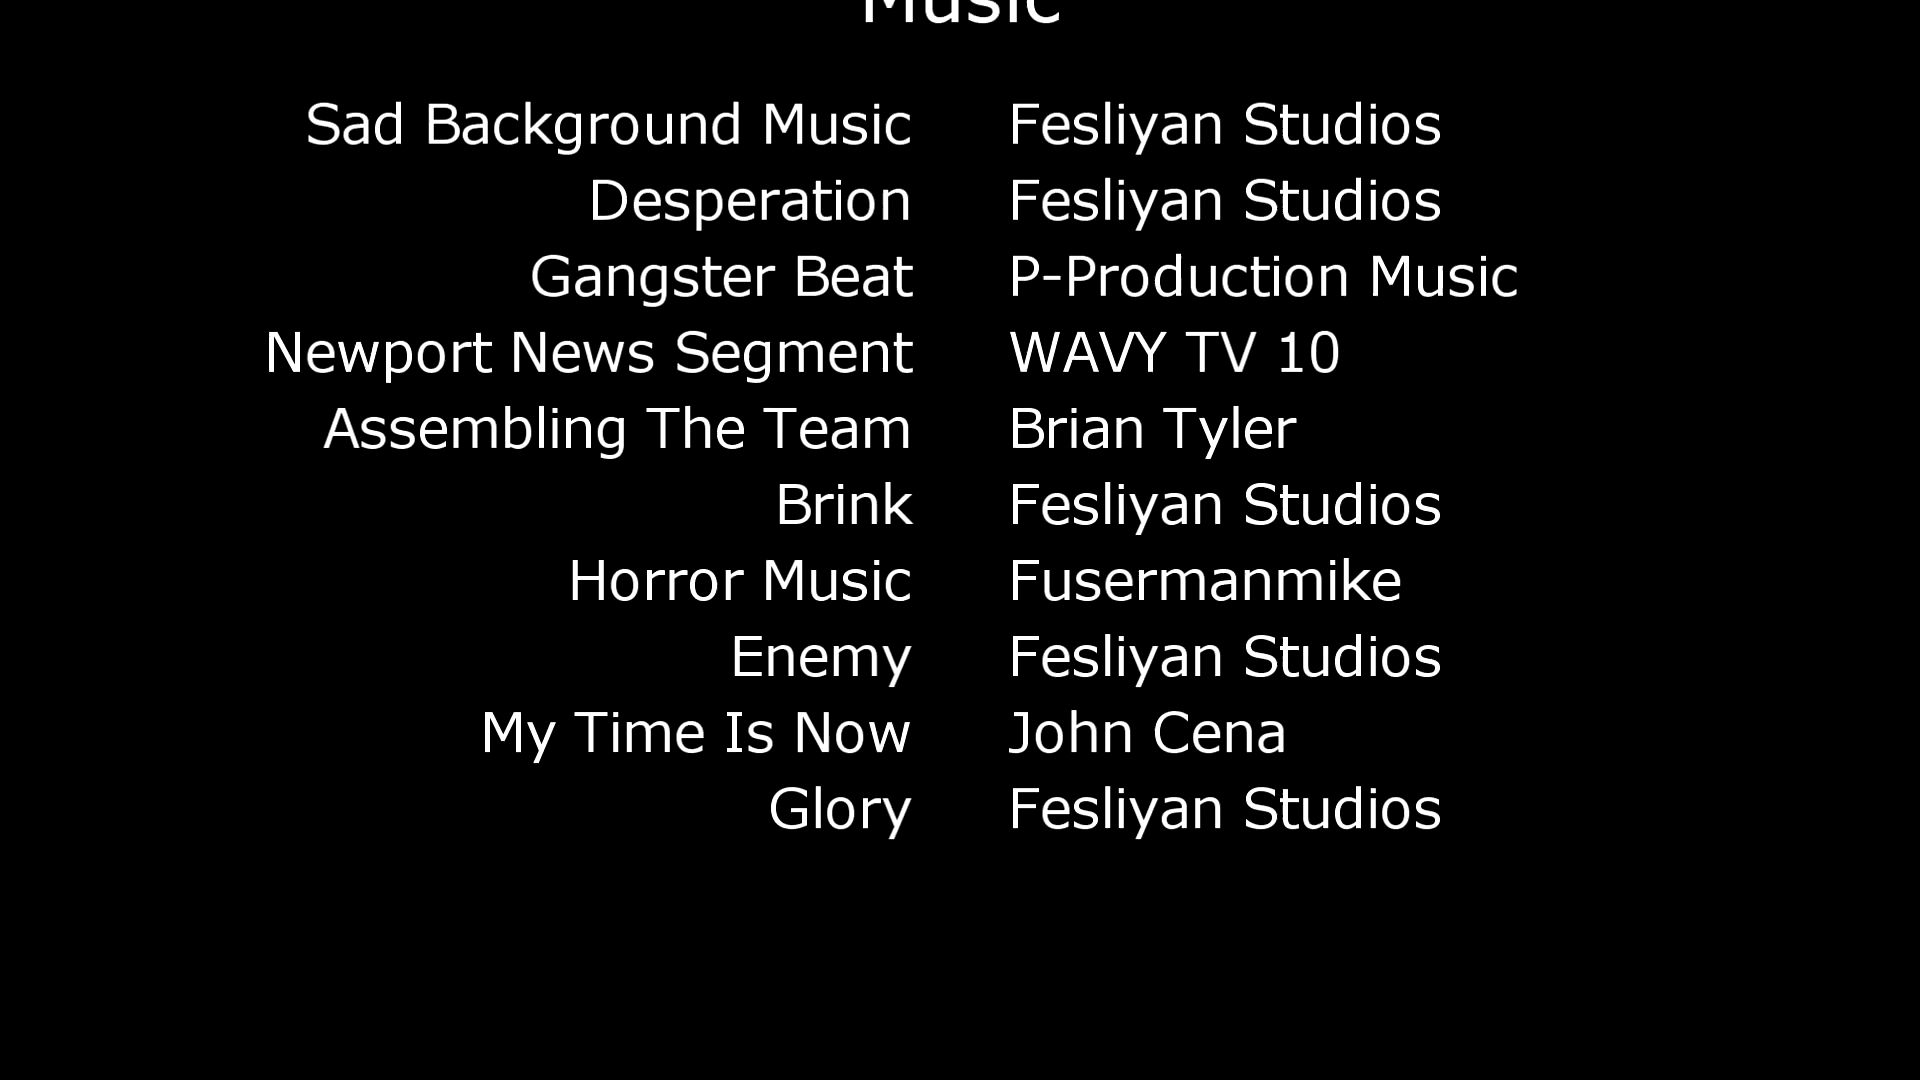 Music
Sad Background Music Fesliyan Studios
Desperation Fesliyan Studios
Gangster Beat P-Production Music
Newport News Segment WAVY TV 10
Assembling The Team Brian Tyler
Brink Fesliyan Studios
Horror Music Fusermanmike
Enemy Fesliyan Studios
My Time Is Now John Cena
Glory Fesliyan Studios